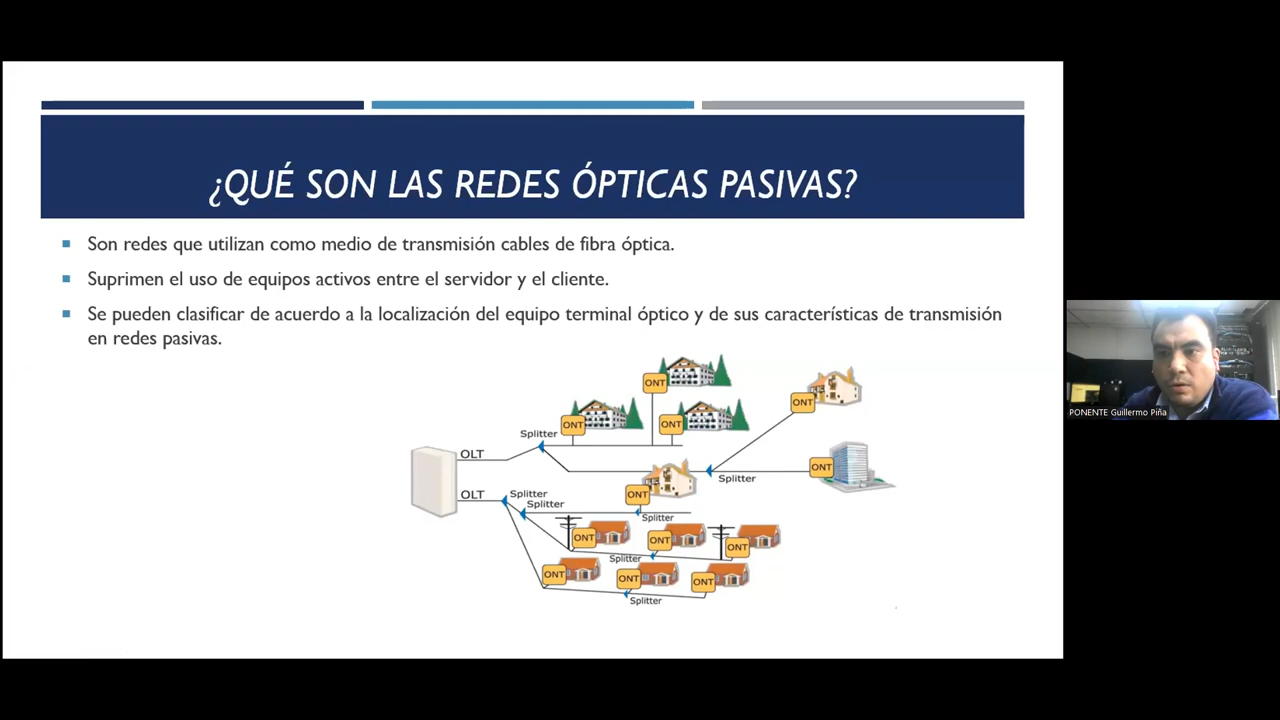 ¿QUÉ SON LAS REDES ÓPTICAS PASIVAS?
Son redes que utilizan como medio de transmisión cables de fibra óptica.
Suprimen el uso de equipos activos entre el servidor y el cliente.
Se pueden clasificar de acuerdo a la localización del equipo terminal óptico y de sus características de transmisión
en redes pasivas.
ONT
ONT
ONT
ONT
Splitter
OLT
ONT
Splitter
OLT
Splitter
Splitter
ONT
Splitter
ONT
ONT
ONT
Splitter
ONT
ONT
ONT
Splitter
PONENTE Guillermo Piña